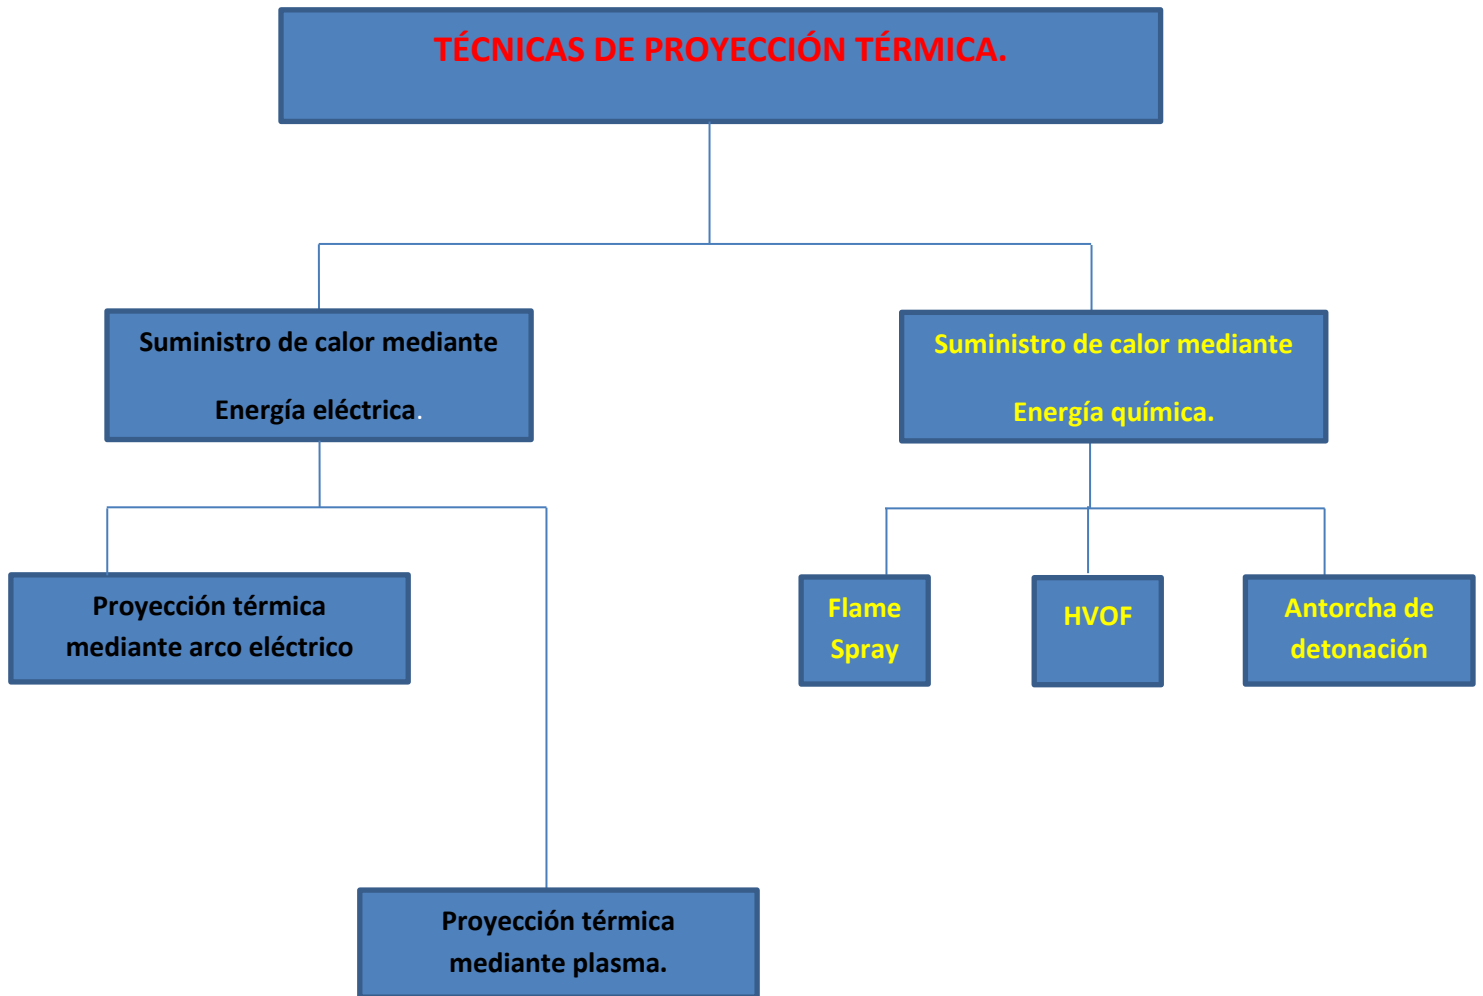 TÉCNICAS DE PROYECCIÓN TÉRMICA.
Suministro de calor mediante
Energía eléctrica.
Suministro de calor mediante
Energía química.
Proyección térmica
mediante arco eléctrico
Flame
Spray
HVOF
Antorcha de
detonación
Proyección térmica
mediante plasma.